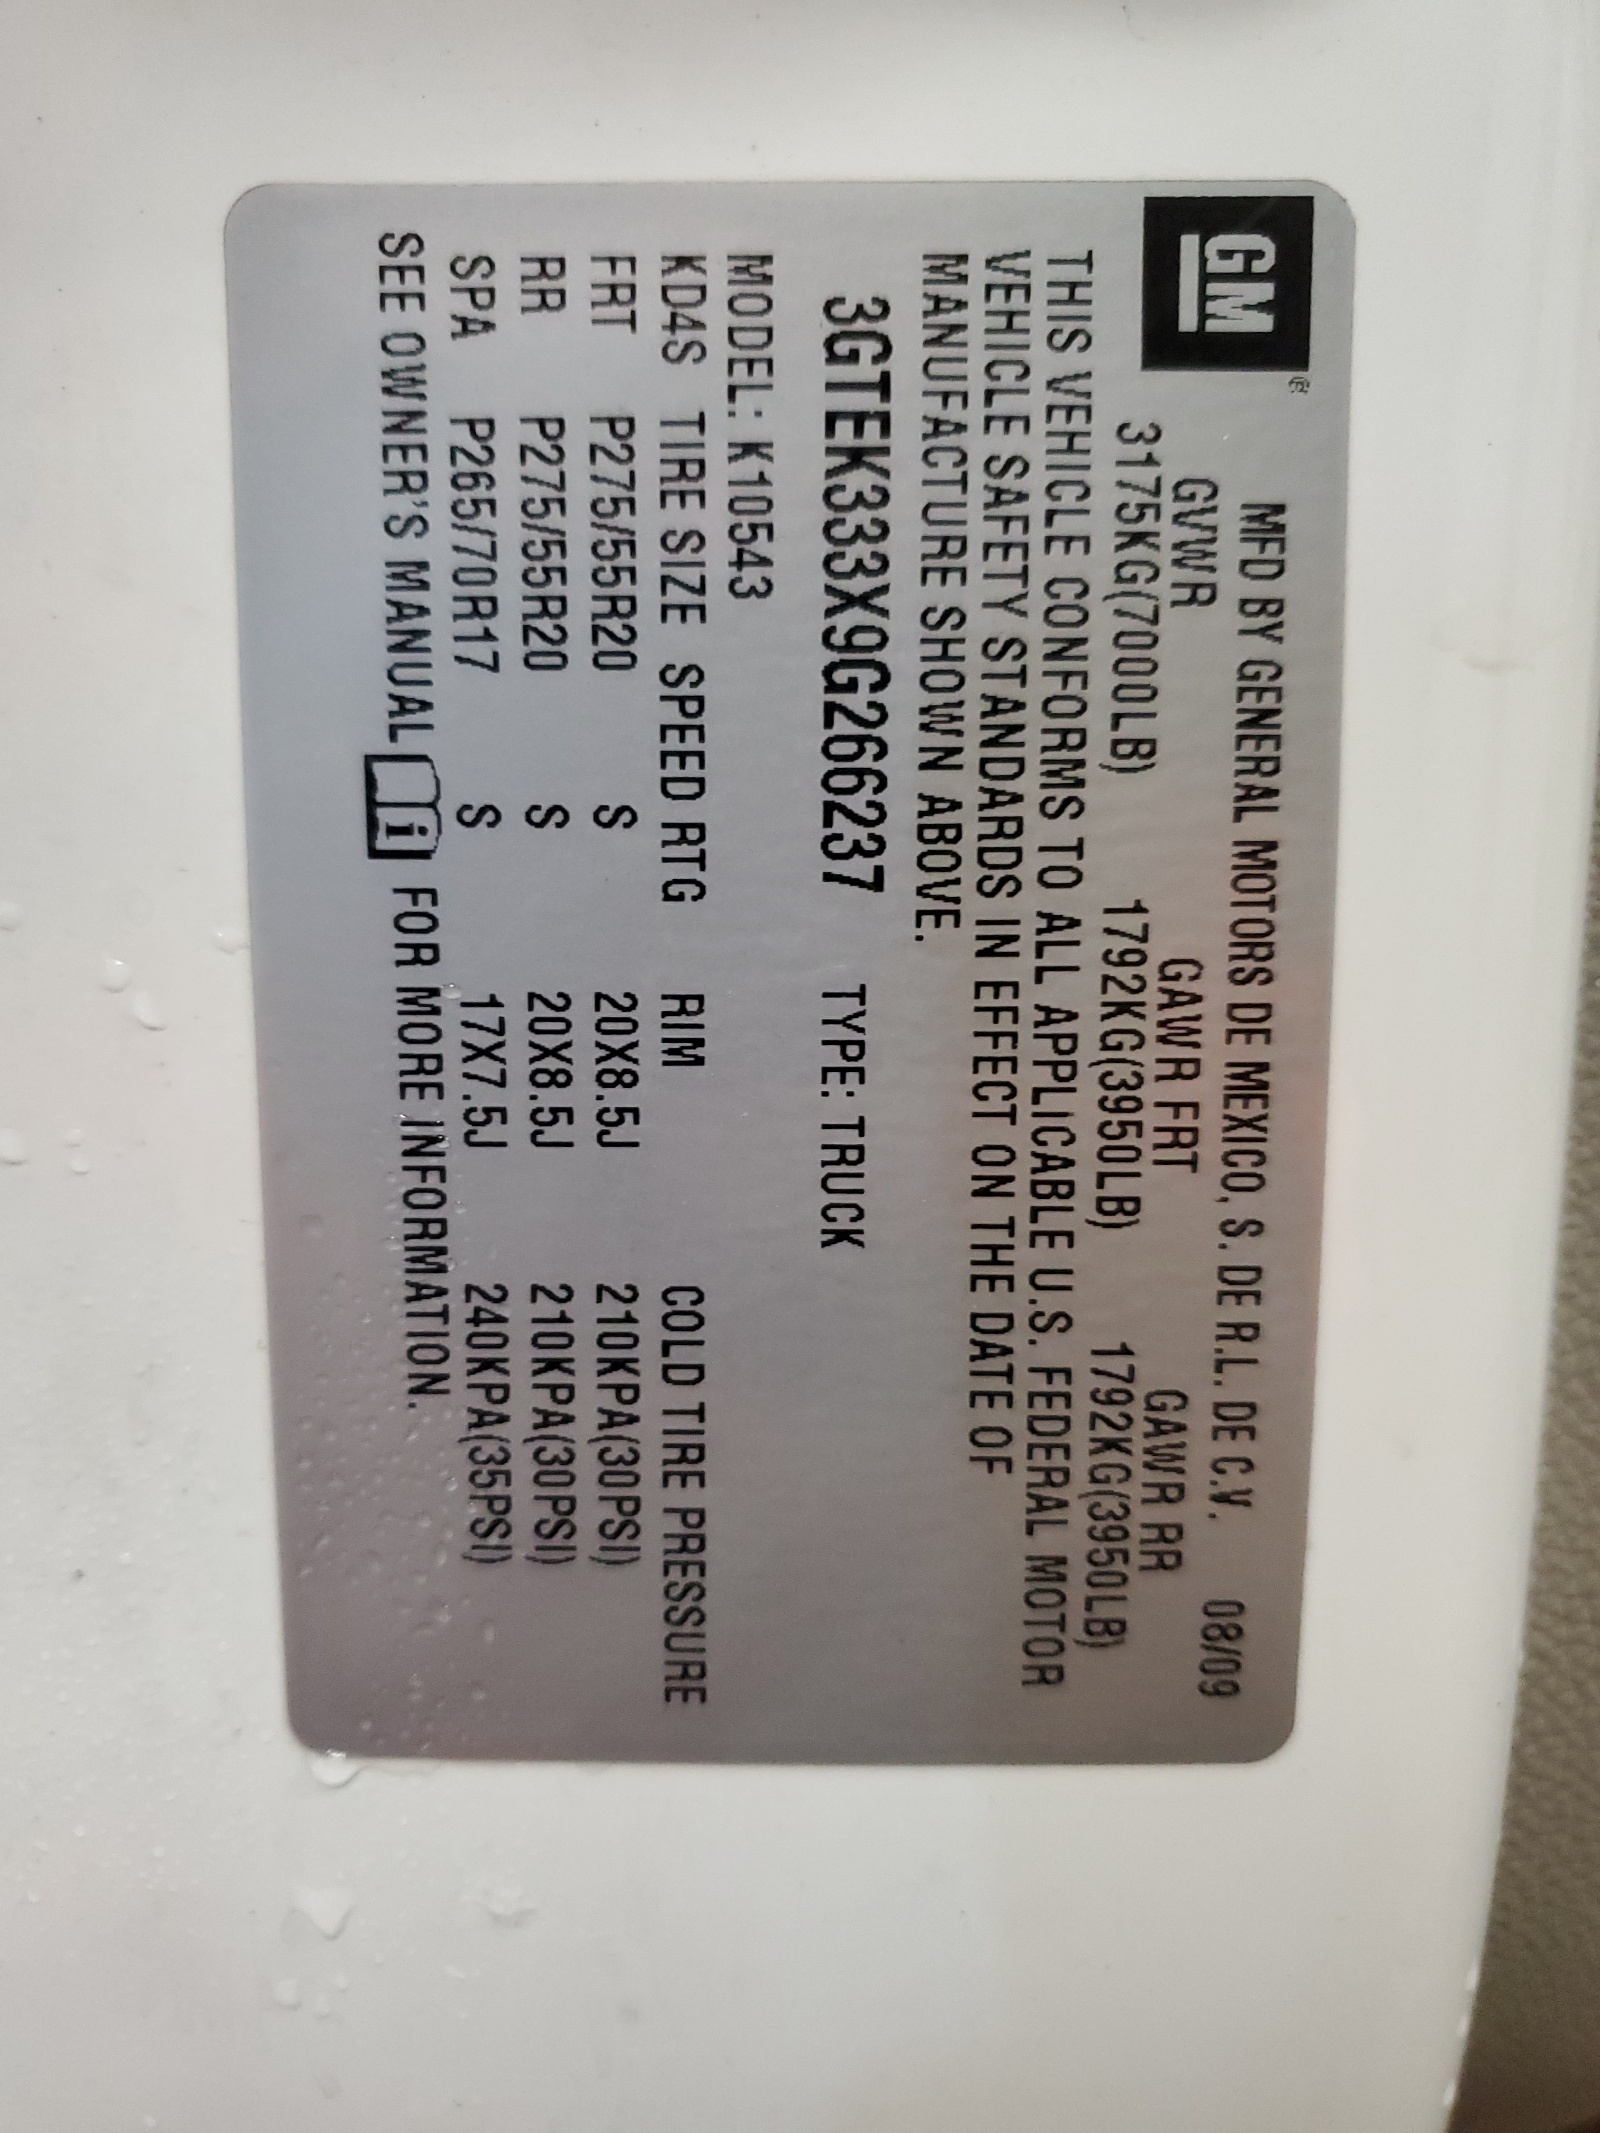 GM ®
MFD BY GENERAL MOTORS DE MEXICO, S. DE R.L. DE C.V. 08/09
GVWR GAWR FRT GAWR RR
3175KG(7000LB) 1792KG(3950LB) 1792KG(3950LB)
THIS VEHICLE CONFORMS TO ALL APPLICABLE U.S. FEDERAL MOTOR
VEHICLE SAFETY STANDARDS IN EFFECT ON THE DATE OF
MANUFACTURE SHOWN ABOVE.
3GTEK333X9G266237 TYPE: TRUCK
MODEL: K10543
KD4S TIRE SIZE SPEED RTG RIM COLD TIRE PRESSURE
FRT P275/55R20 S 20X8.5J 210KPA(30PSI)
RR P275/55R20 S 20X8.5J 210KPA(30PSI)
SPA P265/70R17 S 17X7.5J 240KPA(35PSI)
SEE OWNER'S MANUAL i FOR MORE INFORMATION.